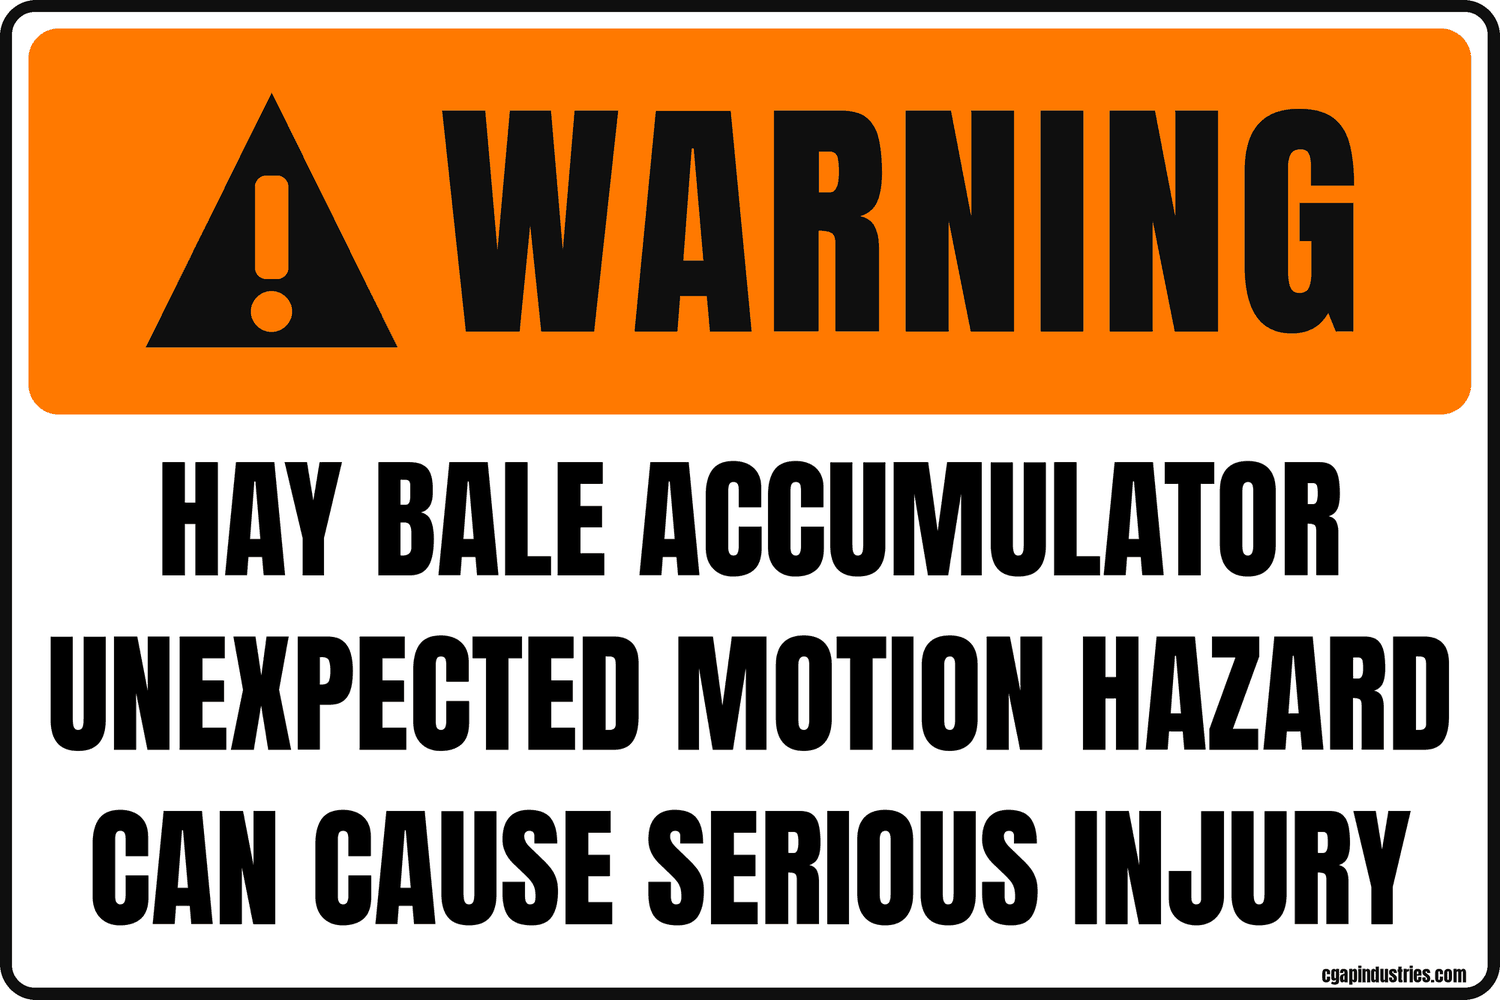 WARNING
HAY BALE ACCUMULATOR
UNEXPECTED MOTION HAZARD
CAN CAUSE SERIOUS INJURY
cgapindustries.com